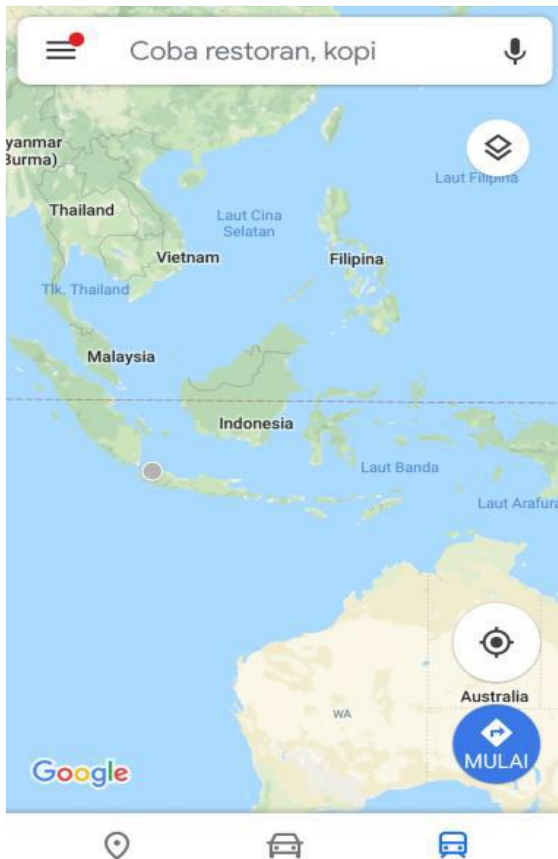 Coba restoran, kopi
yanmar
Burma)
Laut Filipina
Thailand
Laut Cina
Selatan
Vietnam
Filipina
Tlk. Thailand
Malaysia
Indonesia
Laut Banda
Laut Arafura
Australia
WA
MULAI
Google